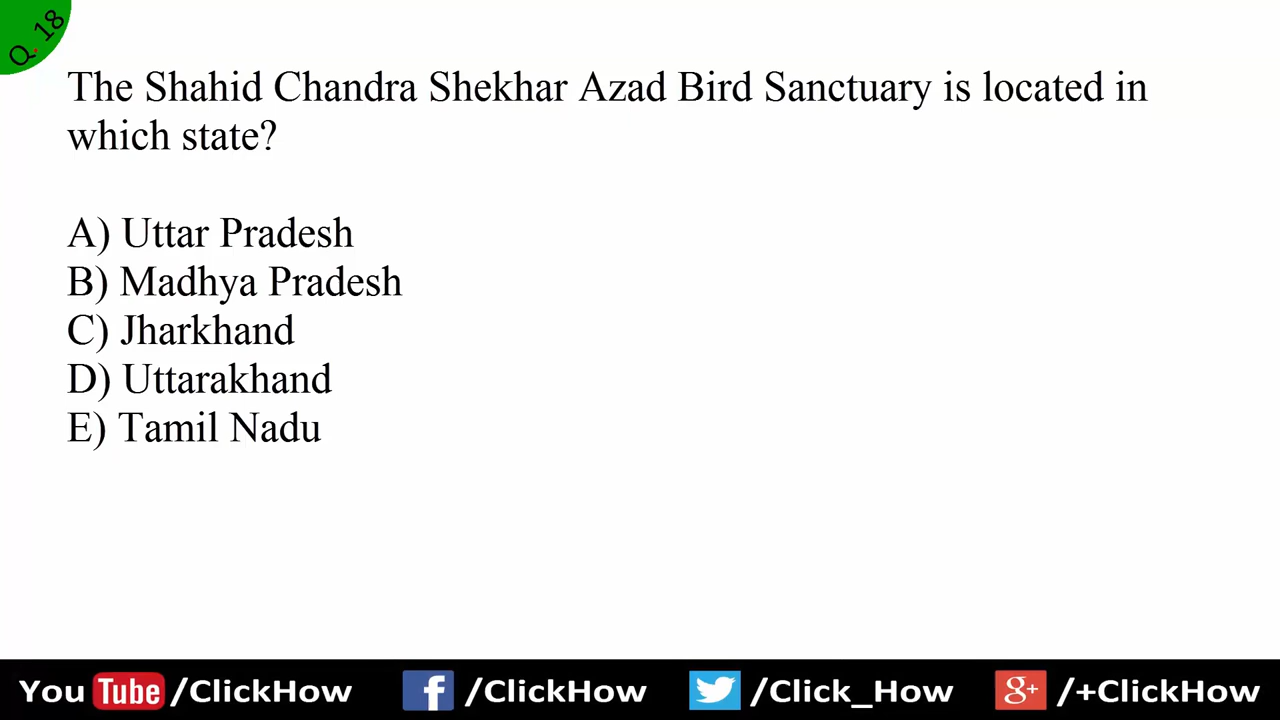 Q. 18
The Shahid Chandra Shekhar Azad Bird Sanctuary is located in
which state?
A) Uttar Pradesh
B) Madhya Pradesh
C) Jharkhand
D) Uttarakhand
E) Tamil Nadu
You Tube /ClickHow f /ClickHow /Click_How g+ /+ClickHow